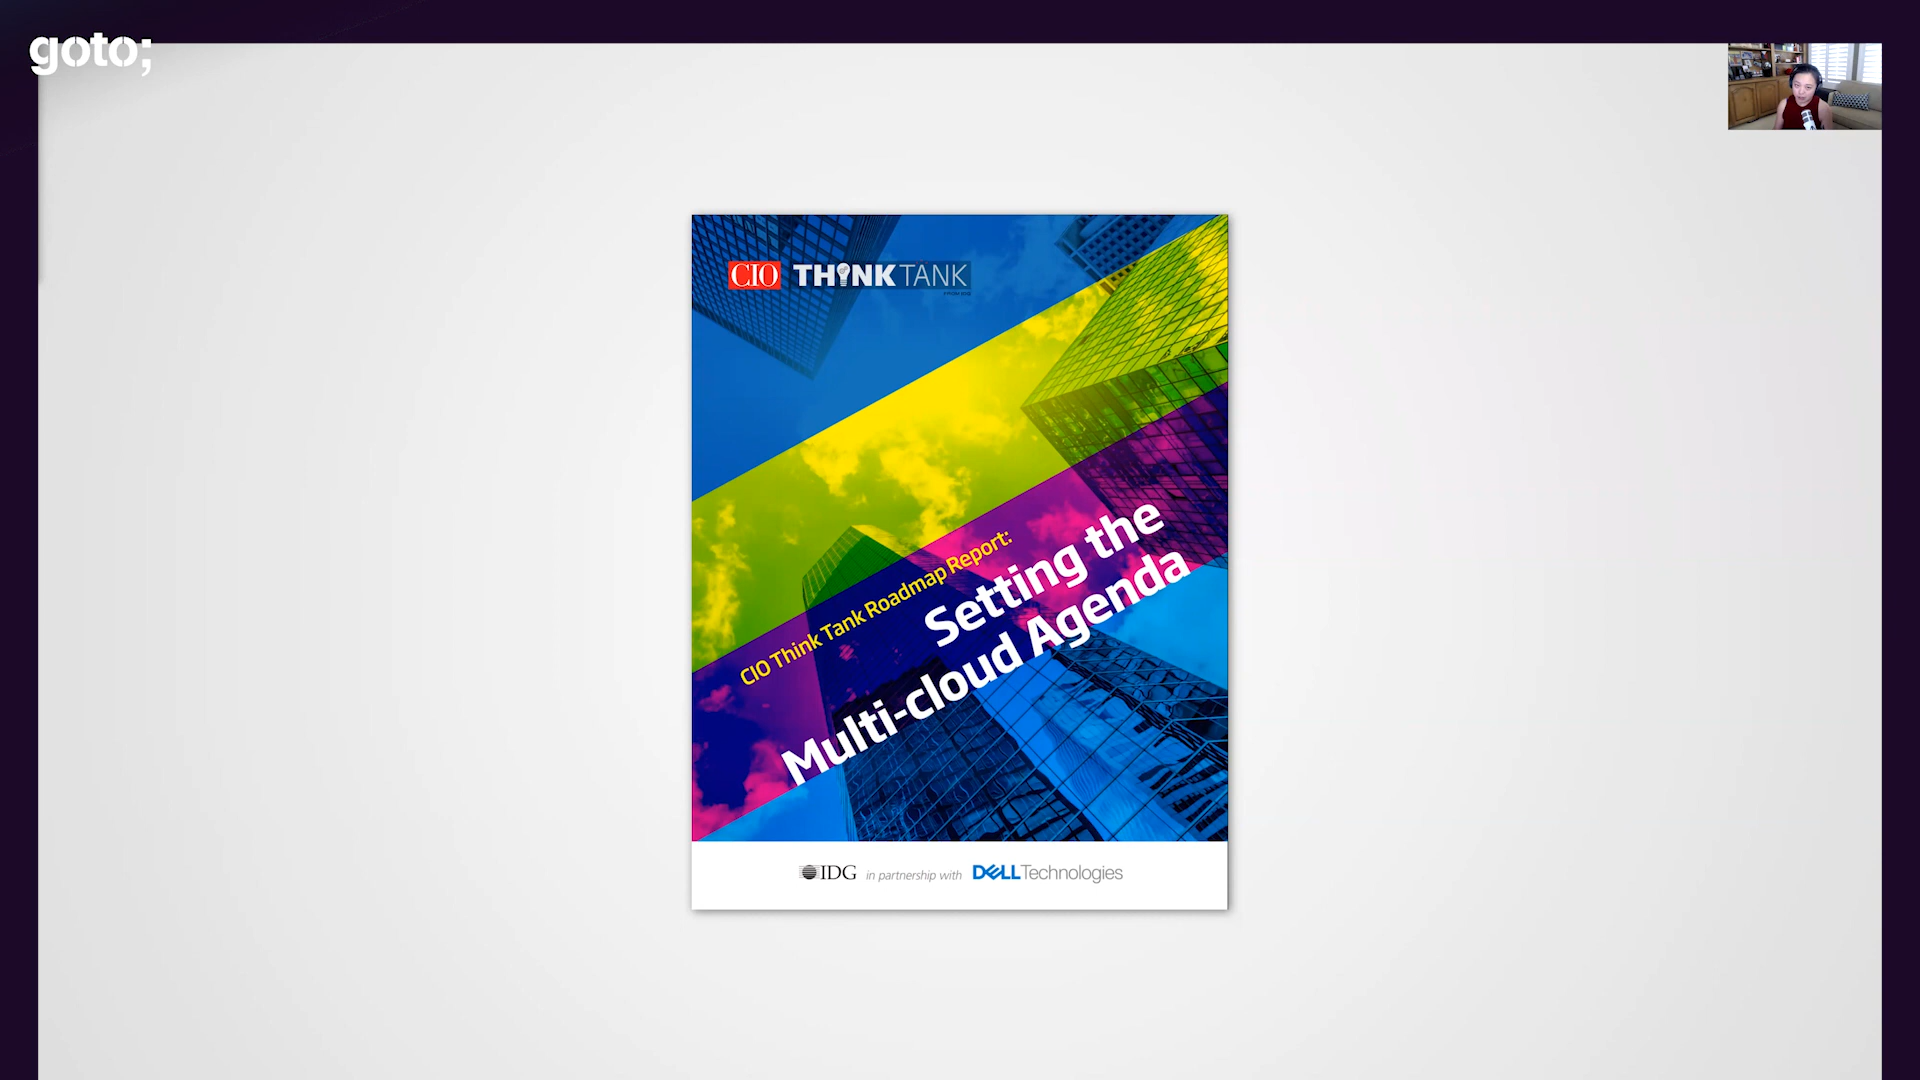 goto;
CIO THINK TANK
CIO Think Tank Roadmap Report:
Setting the
Multi-cloud Agenda
IDG in partnership with DELL Technologies